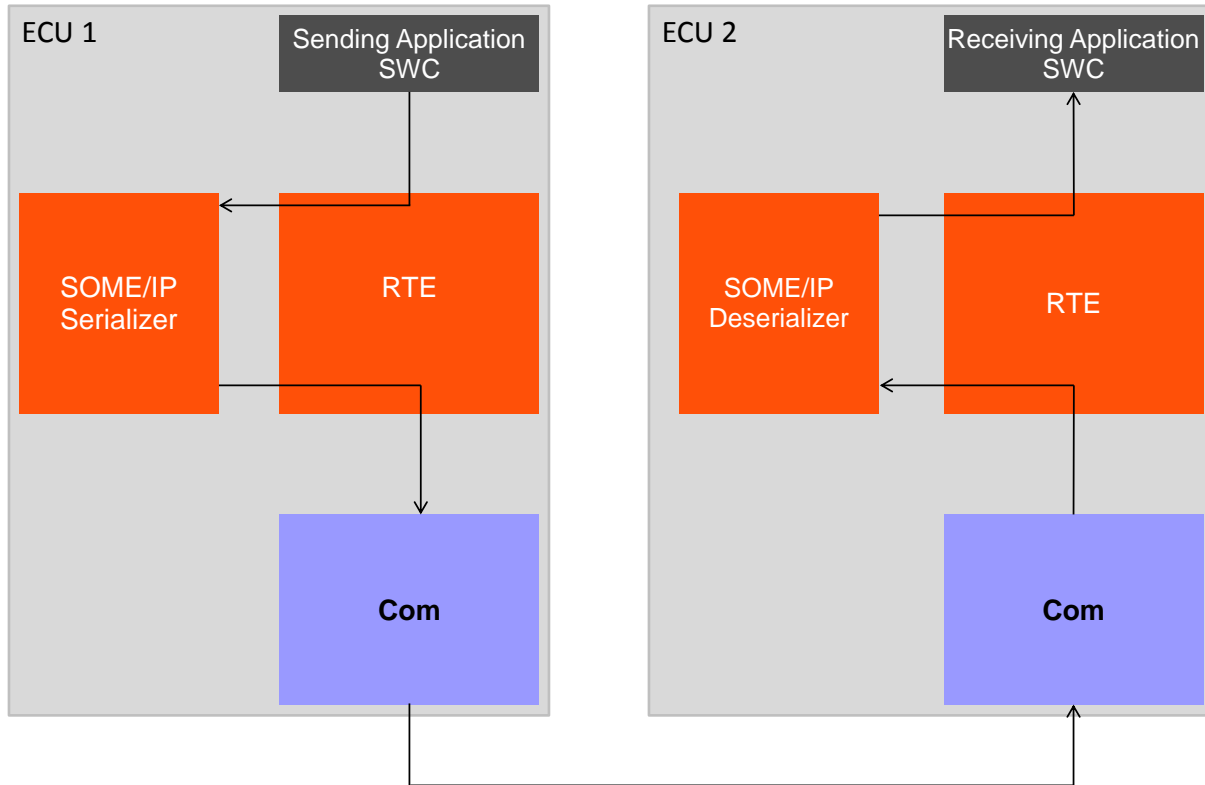 ECU 1
Sending Application
SWC
SOME/IP
Serializer
RTE
Com
ECU 2
Receiving Application
SWC
SOME/IP
Deserializer
RTE
Com